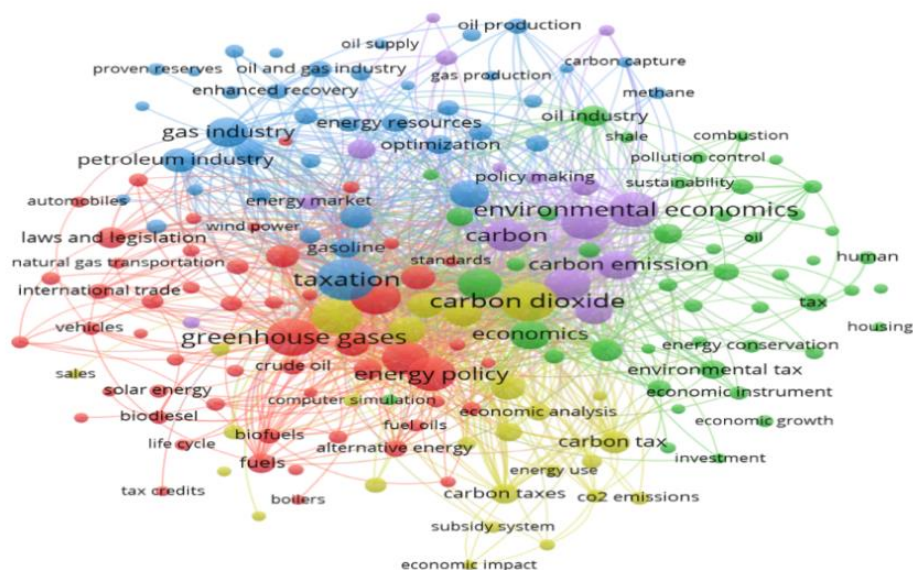 oil production
oil supply
proven reserves
oil and gas industry
gas production
carbon capture
enhanced recovery
methane
gas industry
energy resources
oil industry
optimization
shale
combustion
petroleum industry
pollution control
policy making
sustainability
automobiles
energy market
environmental economics
wind power
laws and legislation
carbon
oil
gasoline
natural gas transportation
standards
carbon emission
human
taxation
international trade
carbon dioxide
tax
vehicles
greenhouse gases
economics
housing
energy conservation
crude oil
sales
energy policy
environmental tax
solar energy
computer simulation
economic instrument
biodiesel
economic analysis
fuel oils
economic growth
life cycle
biofuels
alternative energy
carbon tax
fuels
energy use
investment
tax credits
boilers
carbon taxes
co2 emissions
subsidy system
economic impact